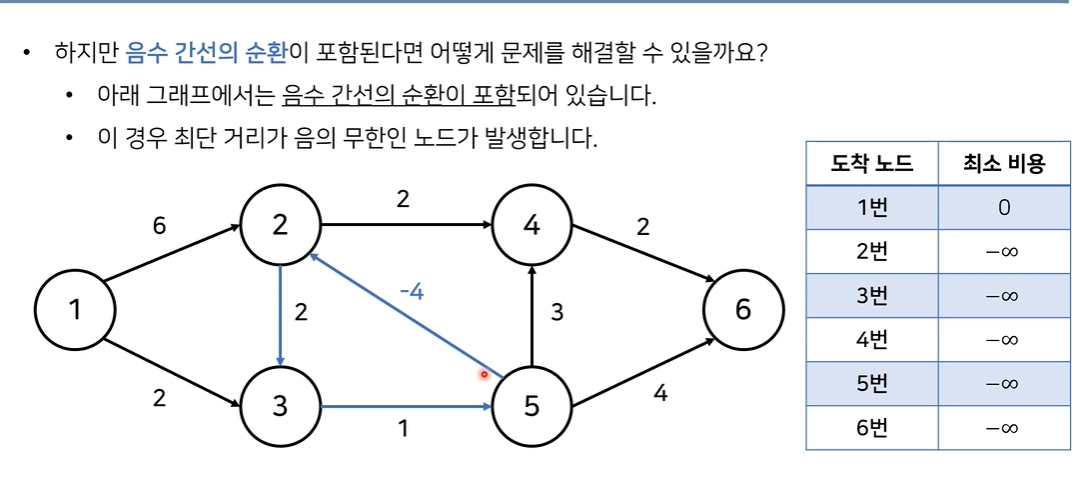 • 하지만 음수 간선의 순환이 포함된다면 어떻게 문제를 해결할 수 있을까요?
• 아래 그래프에서는 음수 간선의 순환이 포함되어 있습니다.
• 이 경우 최단 거리가 음의 무한인 노드가 발생합니다.
도착 노드 최소 비용
1번 0
2번 −∞
3번 −∞
4번 −∞
5번 −∞
6번 −∞
6
2
2
4
2
1
2
-4
3
6
2
3
1
5
4